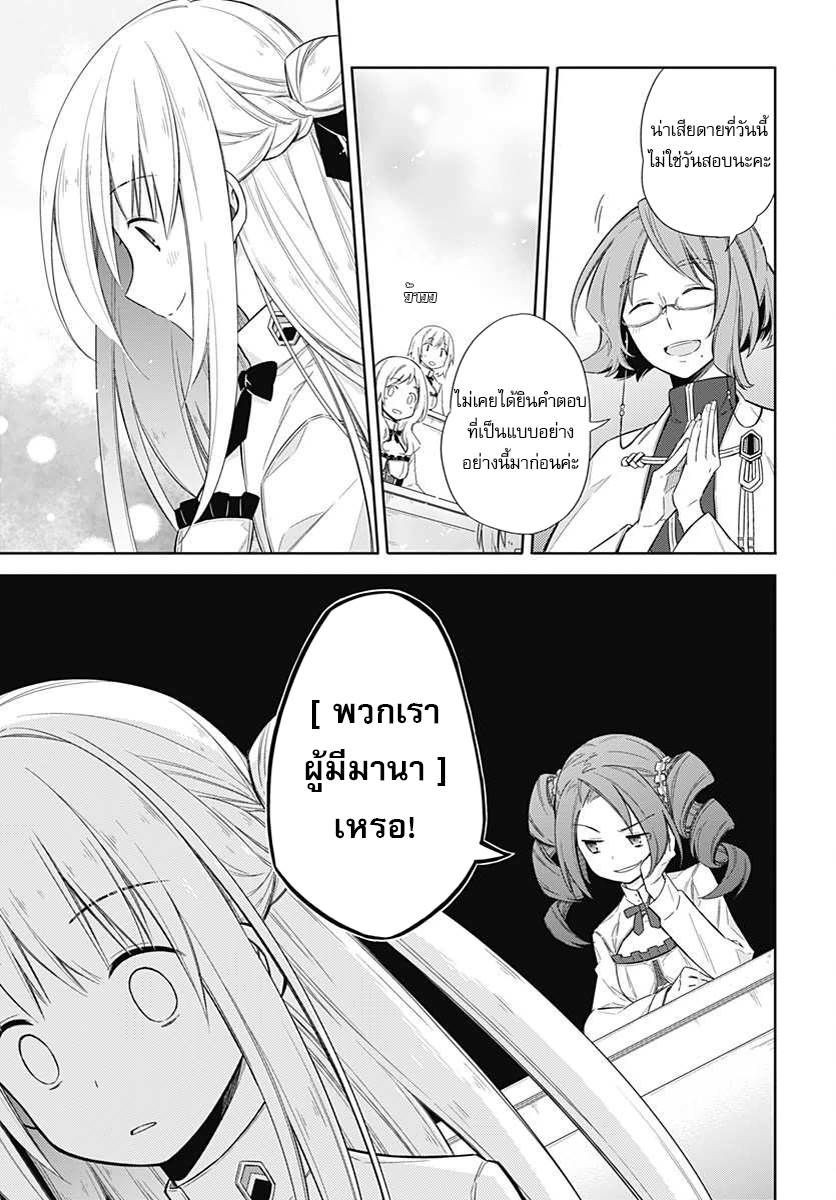 น่าเสียดายที่วันนี้
ไม่ใช่วันสอบนะคะ
ไม่เคยได้ยินคำตอบ
ที่เป็นแบบอย่าง
อย่างนี้มาก่อนค่ะ
[ พวกเรา
ผู้มีมานา ]
เหรอ!